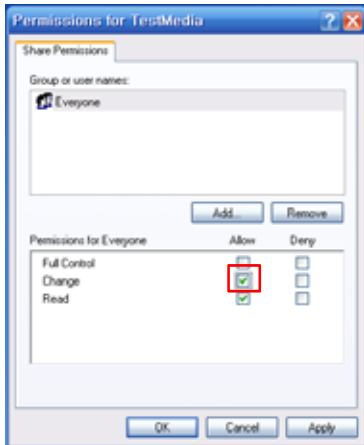 Permissions for TestMedia
Share Permissions
Group or user names:
Everyone
Add... Remove
Permissions for Everyone Allow Deny
Full Control
Change
Read
OK Cancel Apply